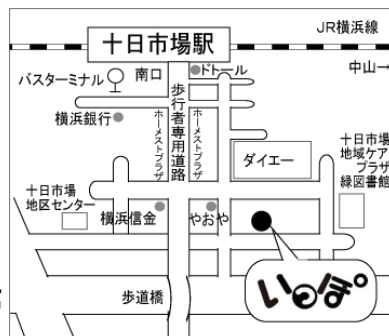 JR横浜線
十日市場駅
中山→
バスターミナル
南口
ドトール
横浜銀行
歩行者専用道路
ホーメストプラザ
ホーメストプラザ
ダイエー
十日市場
地域ケア
プラザ
緑図書館
十日市場
地区センター
横浜信金
やおや
いっぽ°
歩道橋